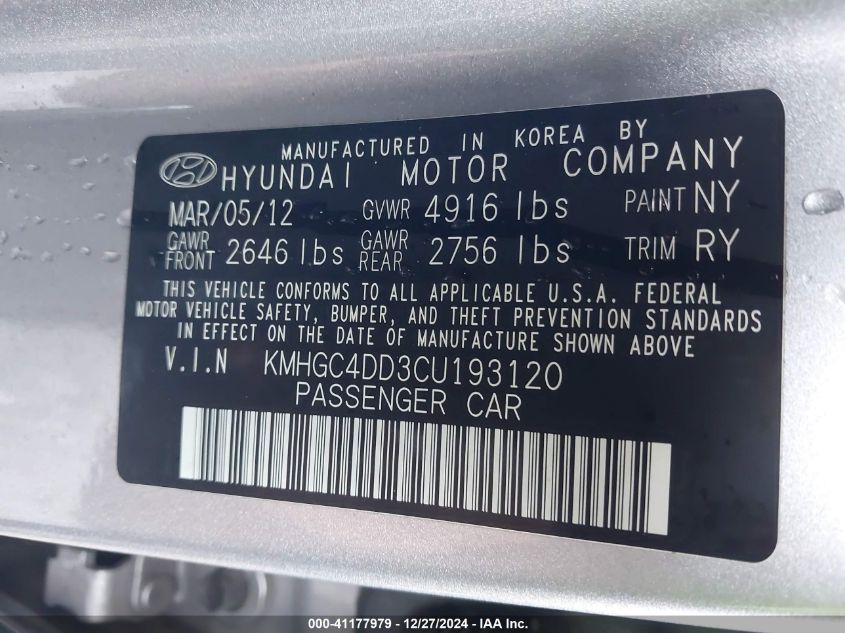 MANUFACTURED IN KOREA BY
HYUNDAI MOTOR COMPANY
MAR/05/12 GVWR 4916 lbs PAINT NY
GAWR FRONT 2646 lbs GAWR REAR 2756 lbs TRIM RY
THIS VEHICLE CONFORMS TO ALL APPLICABLE U.S.A. FEDERAL
MOTOR VEHICLE SAFETY, BUMPER, AND THEFT PREVENTION STANDARDS
IN EFFECT ON THE DATE OF MANUFACTURE SHOWN ABOVE
V.I.N KMHGC4DD3CU193120
PASSENGER CAR
000-41177979 - 12/27/2024 - IAA Inc.